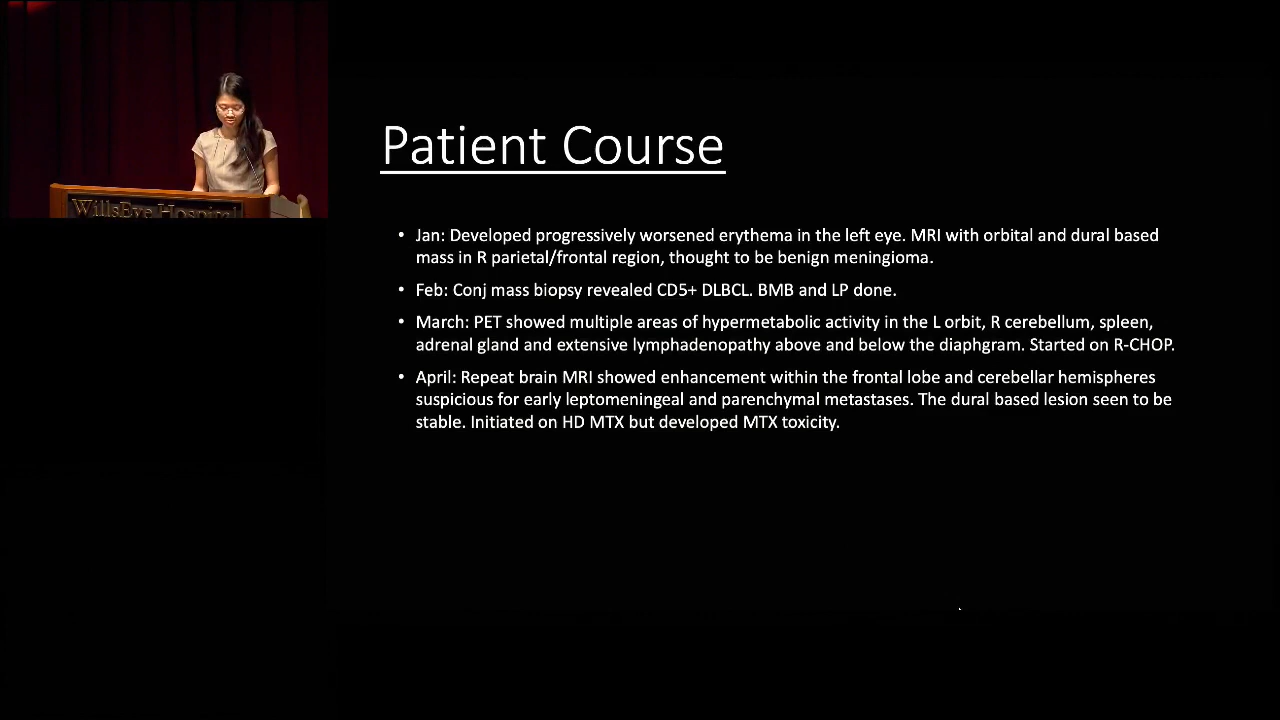 WillsEye Hospital
Patient Course
• Jan: Developed progressively worsened erythema in the left eye. MRI with orbital and dural based
mass in R parietal/frontal region, thought to be benign meningioma.
• Feb: Conj mass biopsy revealed CD5+ DLBCL. BMB and LP done.
• March: PET showed multiple areas of hypermetabolic activity in the L orbit, R cerebellum, spleen,
adrenal gland and extensive lymphadenopathy above and below the diaphgram. Started on R-CHOP.
• April: Repeat brain MRI showed enhancement within the frontal lobe and cerebellar hemispheres
suspicious for early leptomeningeal and parenchymal metastases. The dural based lesion seen to be
stable. Initiated on HD MTX but developed MTX toxicity.